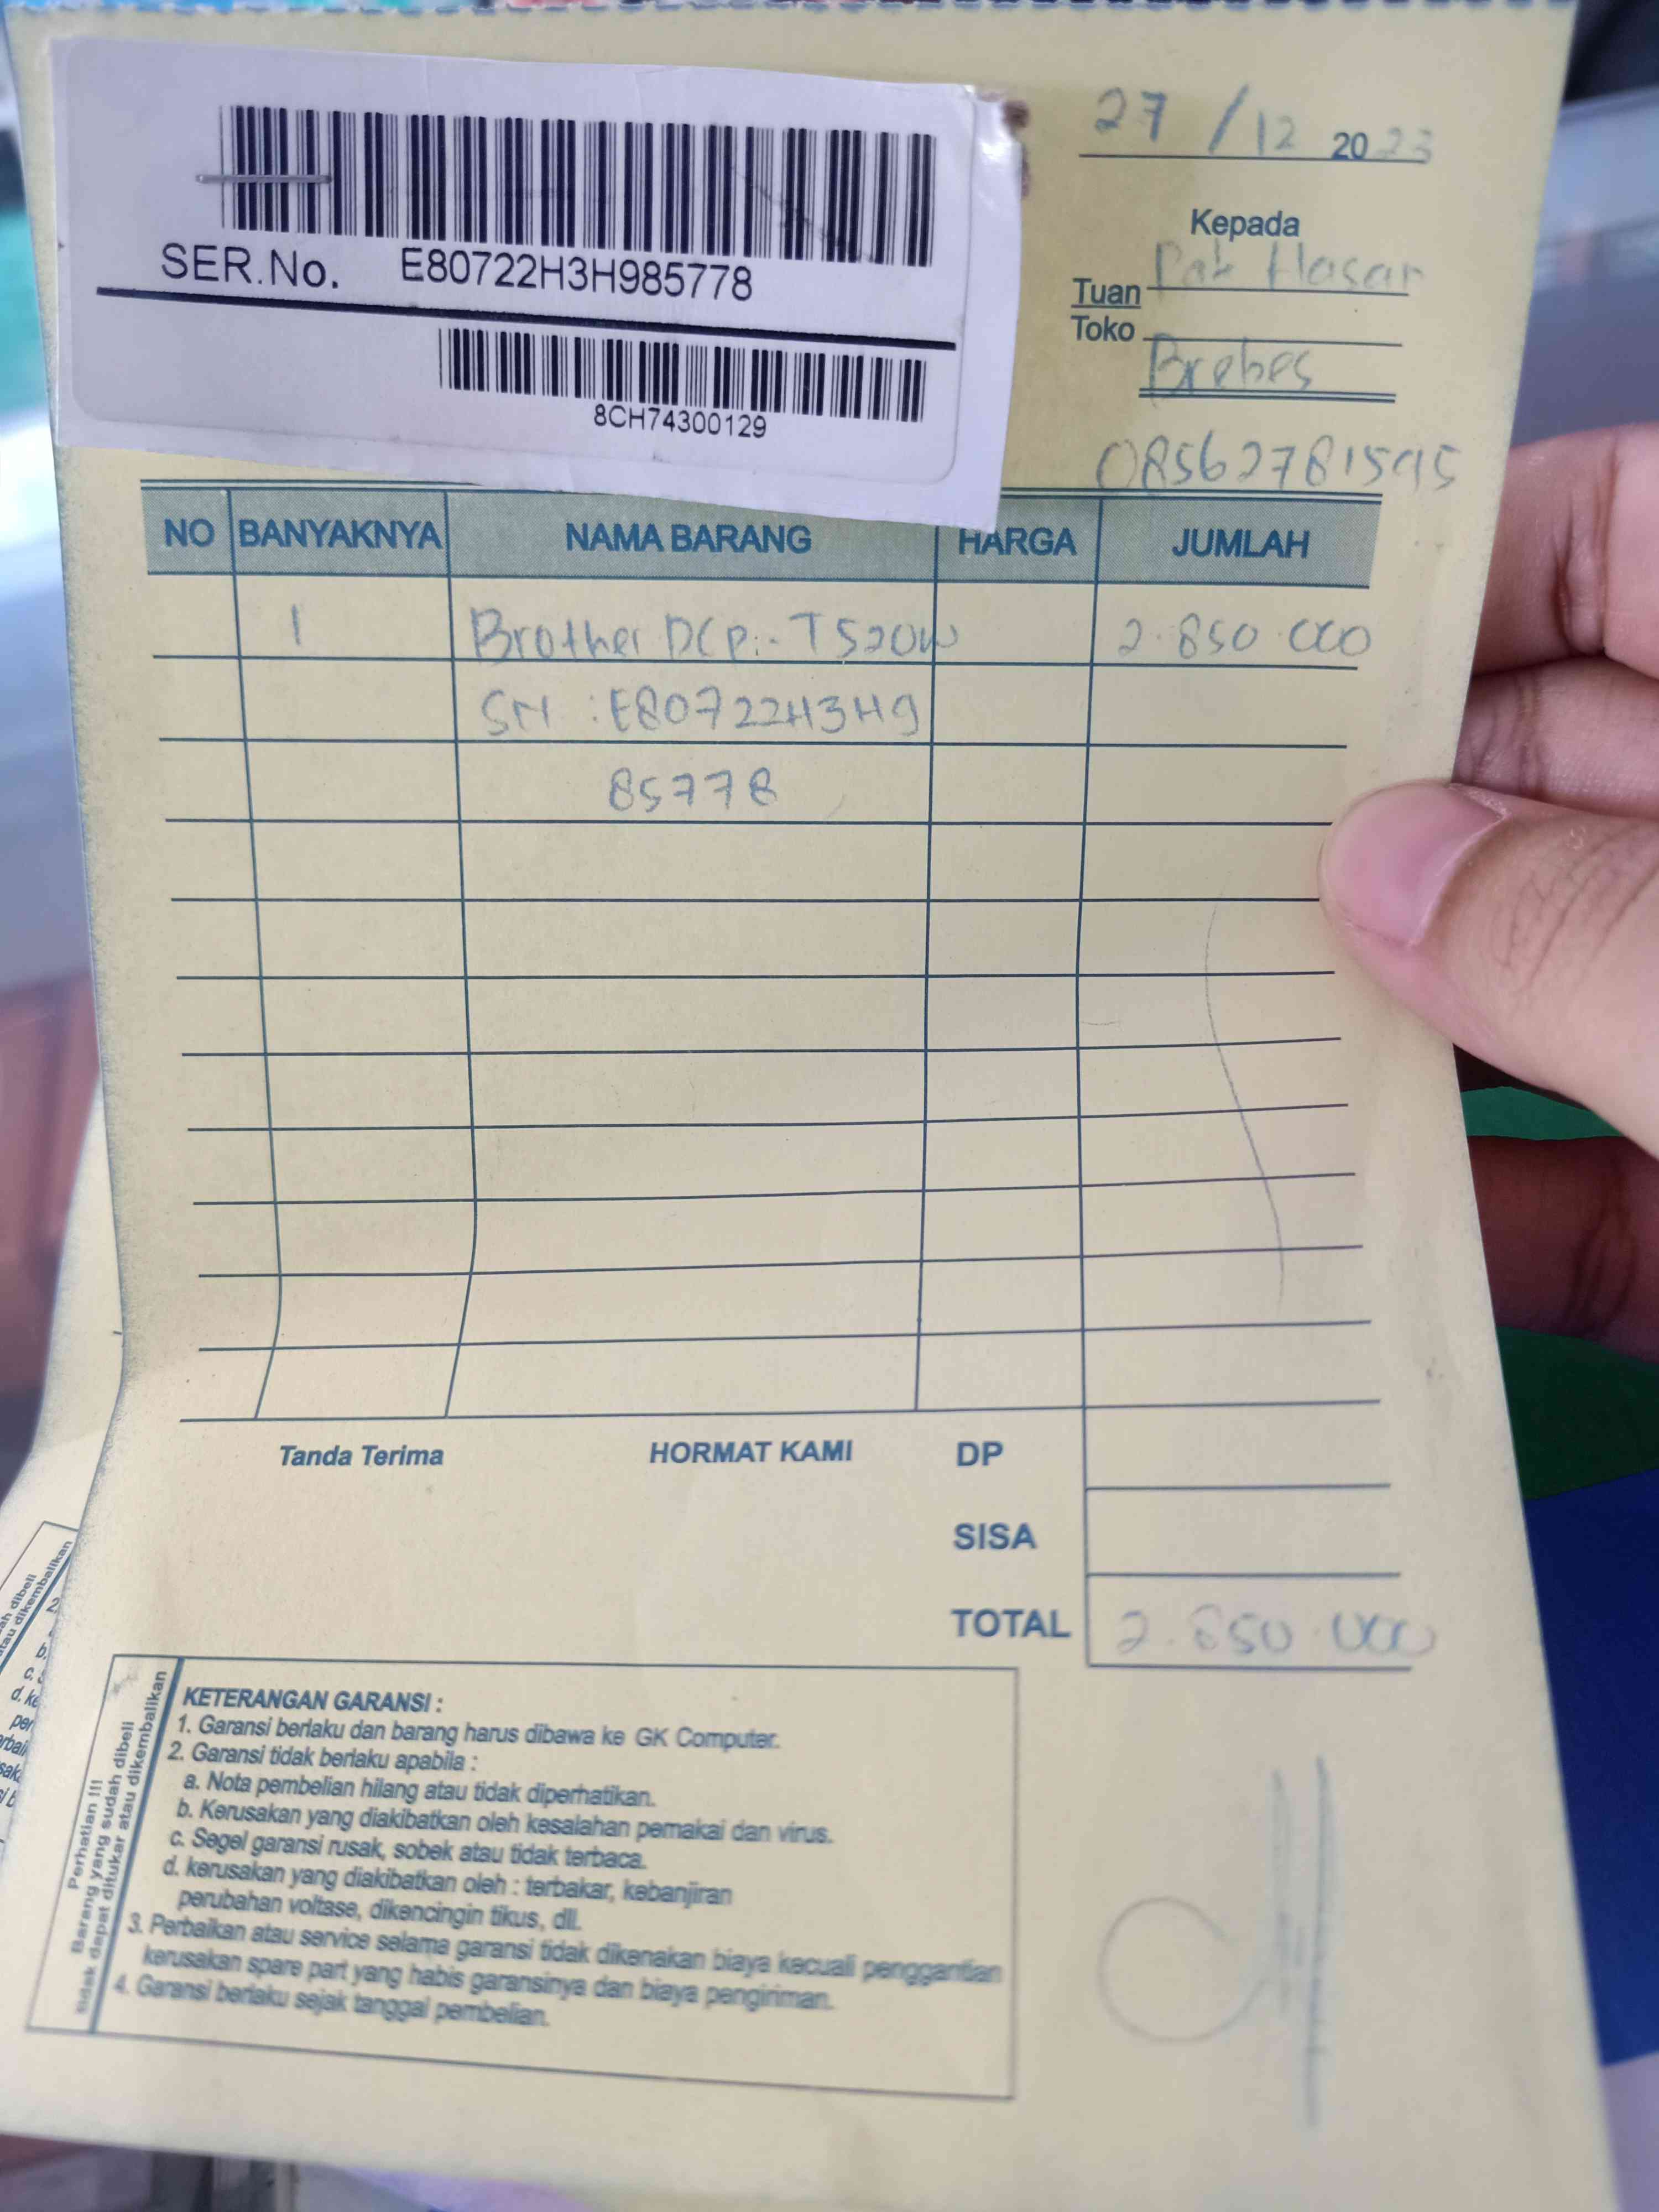 SER.No. E80722H3H985778
8CH74300129
27 / 12 2023
Kepada
Tuan Pak Hasan
Toko
Brebes
08562781595
NO BANYAKNYA NAMA BARANG HARGA JUMLAH
1 Brother DCP:-T520W 2.850.000
SN : E80722H3H9
85778
Tanda Terima HORMAT KAMI DP
SISA
TOTAL 2.850.000
Perhatian !!!
Barang yang sudah dibeli
tidak dapat ditukar atau dikembalikan
KETERANGAN GARANSI :
1. Garansi berlaku dan barang harus dibawa ke GK Computer.
2. Garansi tidak berlaku apabila :
a. Nota pembelian hilang atau tidak diperhatikan.
b. Kerusakan yang diakibatkan oleh kesalahan pemakai dan virus.
c. Segel garansi rusak, sobek atau tidak terbaca.
d. kerusakan yang diakibatkan oleh : terbakar, kebanjiran
perubahan voltase, dikencingin tikus, dll.
3. Perbaikan atau service selama garansi tidak dikenakan biaya kecuali penggantian
kerusakan spare part yang habis garansinya dan biaya pengiriman.
4. Garansi berlaku sejak tanggal pembelian.